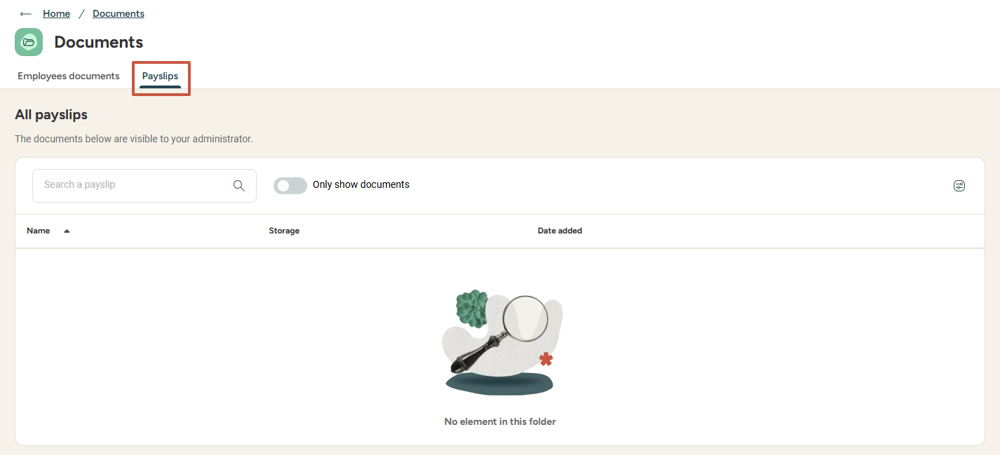 Home / Documents
Documents
Employees documents Payslips
All payslips
The documents below are visible to your administrator.
Search a payslip Only show documents
Name Storage Date added
No element in this folder